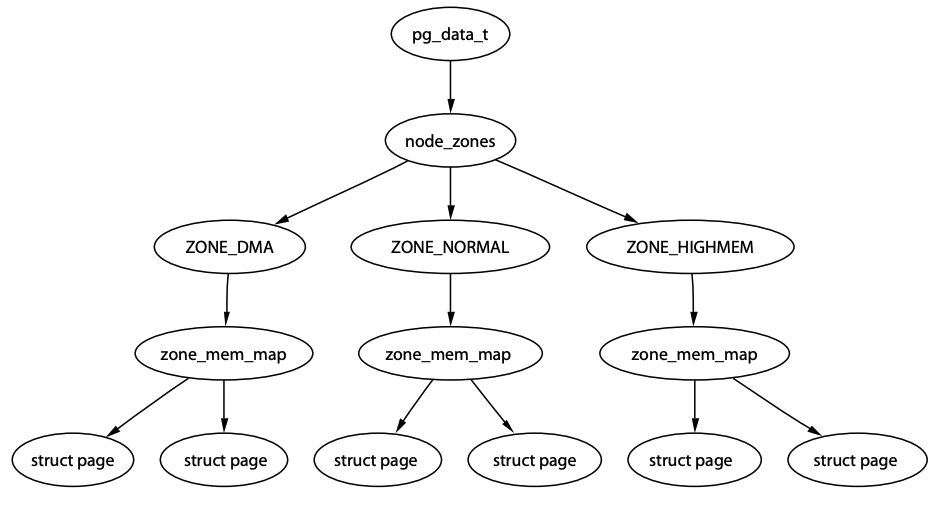 pg_data_t
node_zones
ZONE_DMA
ZONE_NORMAL
ZONE_HIGHMEM
zone_mem_map
zone_mem_map
zone_mem_map
struct page
struct page
struct page
struct page
struct page
struct page